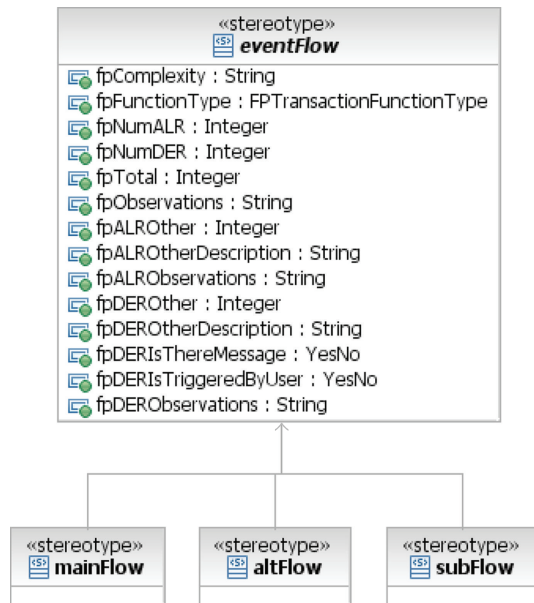 «stereotype»
eventFlow
fpComplexity : String
fpFunctionType : FPTransactionFunctionType
fpNumALR : Integer
fpNumDER : Integer
fpTotal : Integer
fpObservations : String
fpALROther : Integer
fpALROtherDescription : String
fpALRObservations : String
fpDEROther : Integer
fpDEROtherDescription : String
fpDERIsThereMessage : YesNo
fpDERIsTriggeredByUser : YesNo
fpDERObservations : String
«stereotype»
mainFlow
«stereotype»
altFlow
«stereotype»
subFlow